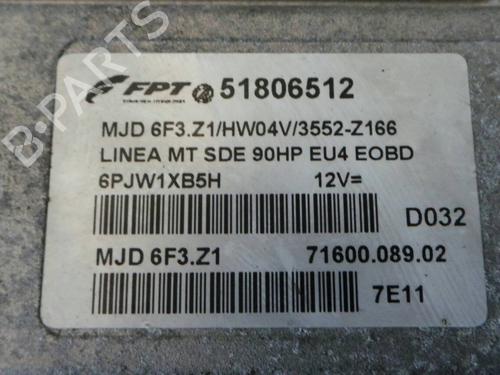 B-PARTS
FPT 51806512
MJD 6F3.Z1/HW04V/3552-Z166
LINEA MT SDE 90HP EU4 EOBD
6PJW1XB5H 12V=
D032
MJD 6F3.Z1 71600.089.02
7E11